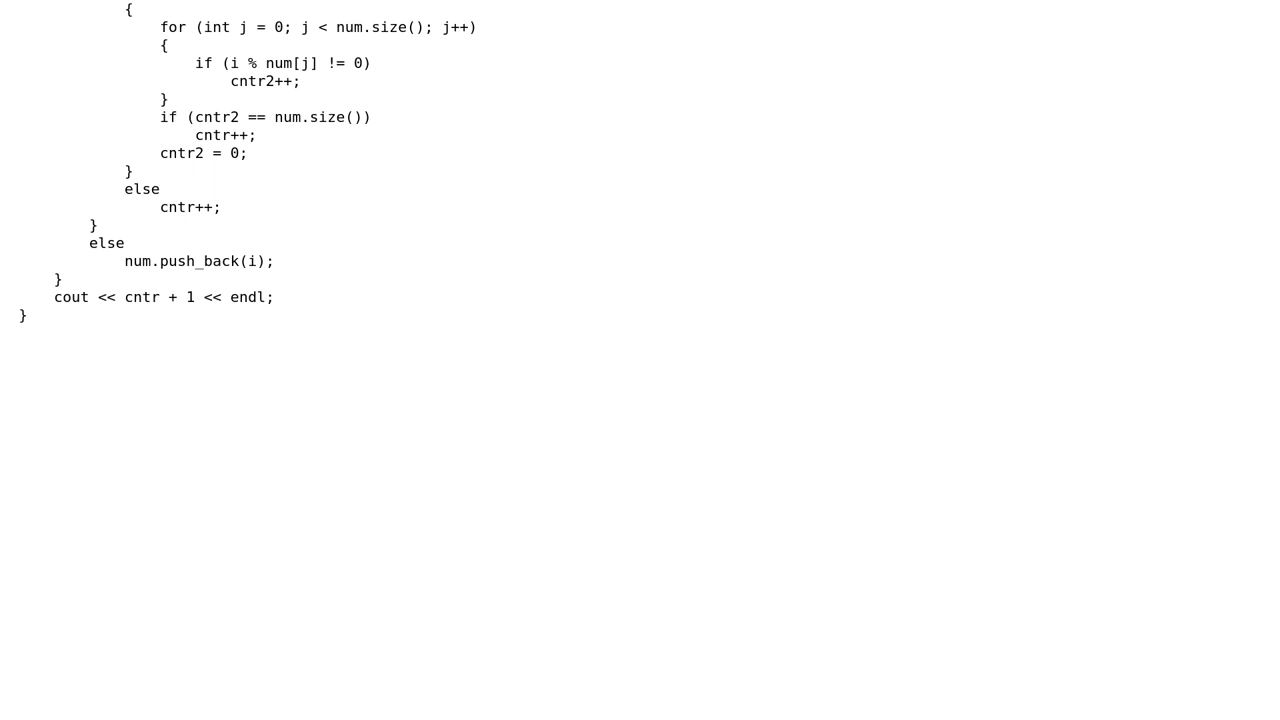 {
for (int j = 0; j < num.size(); j++)
{
if (i % num[j] != 0)
cntr2++;
}
if (cntr2 == num.size())
cntr++;
cntr2 = 0;
}
else
cntr++;
}
else
num.push_back(i);
}
cout << cntr + 1 << endl;
}